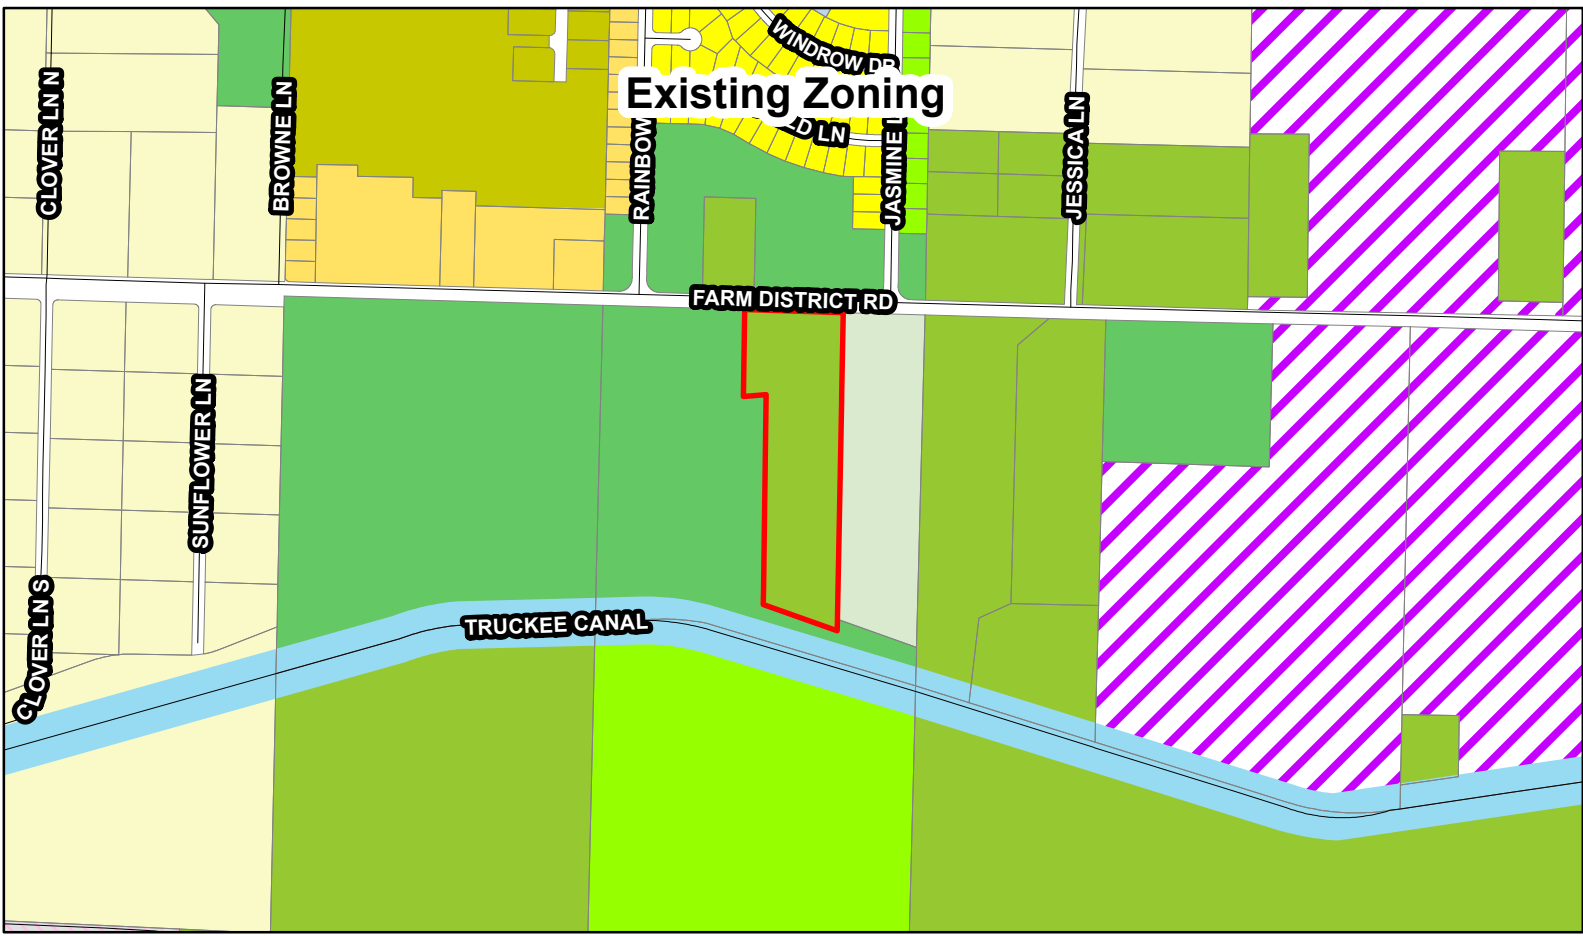 WINDROW DR
CLOVER LN N
BROWNE LN
Existing Zoning
RAINBOW
LD LN
JASMINE L
JESSICA LN
FARM DISTRICT RD
SUNFLOWER LN
CLOVER LN S
TRUCKEE CANAL